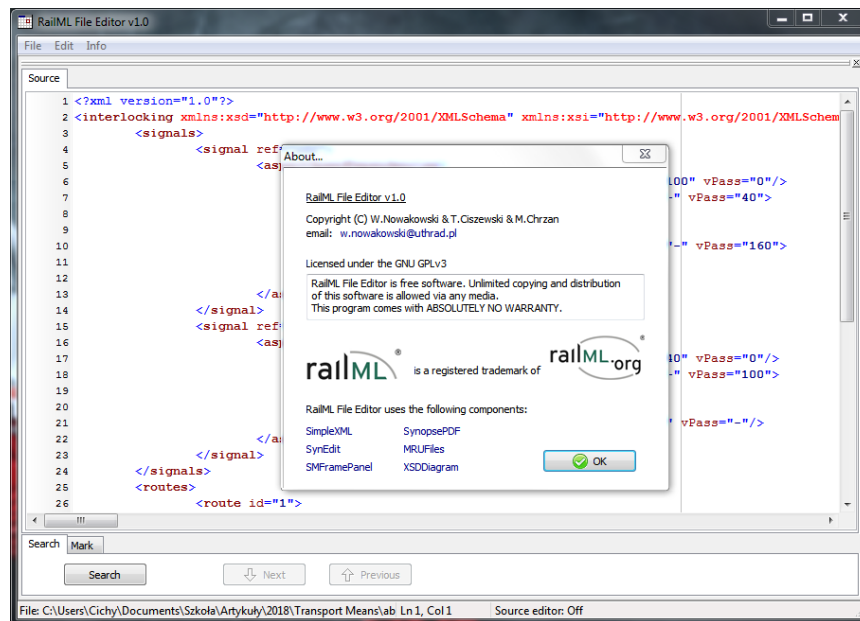 RailML File Editor v1.0
File Edit Info
Source
1 <?xml version="1.0"?>
2 <interlocking xmlns:xsd="http://www.w3.org/2001/XMLSchema" xmlns:xsi="http://www.w3.org/2001/XMLSchem
3 <signals>
4 <signal ref
5 <as
6 100" vPass="0"/>
7 -" vPass="40">
8
9
10 "-" vPass="160">
11
12
13 </a
14 </signal>
15 <signal ref
16 <as
17 40" vPass="0"/>
18 -" vPass="100">
19
20
21 " vPass="-"/>
22 </a
23 </signal>
24 </signals>
25 <routes>
26 <route id="1">
About...
RailML File Editor v1.0
Copyright (C) W.Nowakowski & T.Ciszewski & M.Chrzan
email: w.nowakowski@uthrad.pl
Licensed under the GNU GPLv3
RailML File Editor is free software. Unlimited copying and distribution
of this software is allowed via any media.
This program comes with ABSOLUTELY NO WARRANTY.
railML® is a registered trademark of railML.org®
RailML File Editor uses the following components:
SimpleXML SynopsePDF
SynEdit MRUFiles
SMFramePanel XSDDiagram
OK
Search Mark
Search Next Previous
File: C:\Users\Cichy\Documents\Szkoła\Artykuły\2018\Transport Means\ab Ln 1, Col 1 Source editor: Off